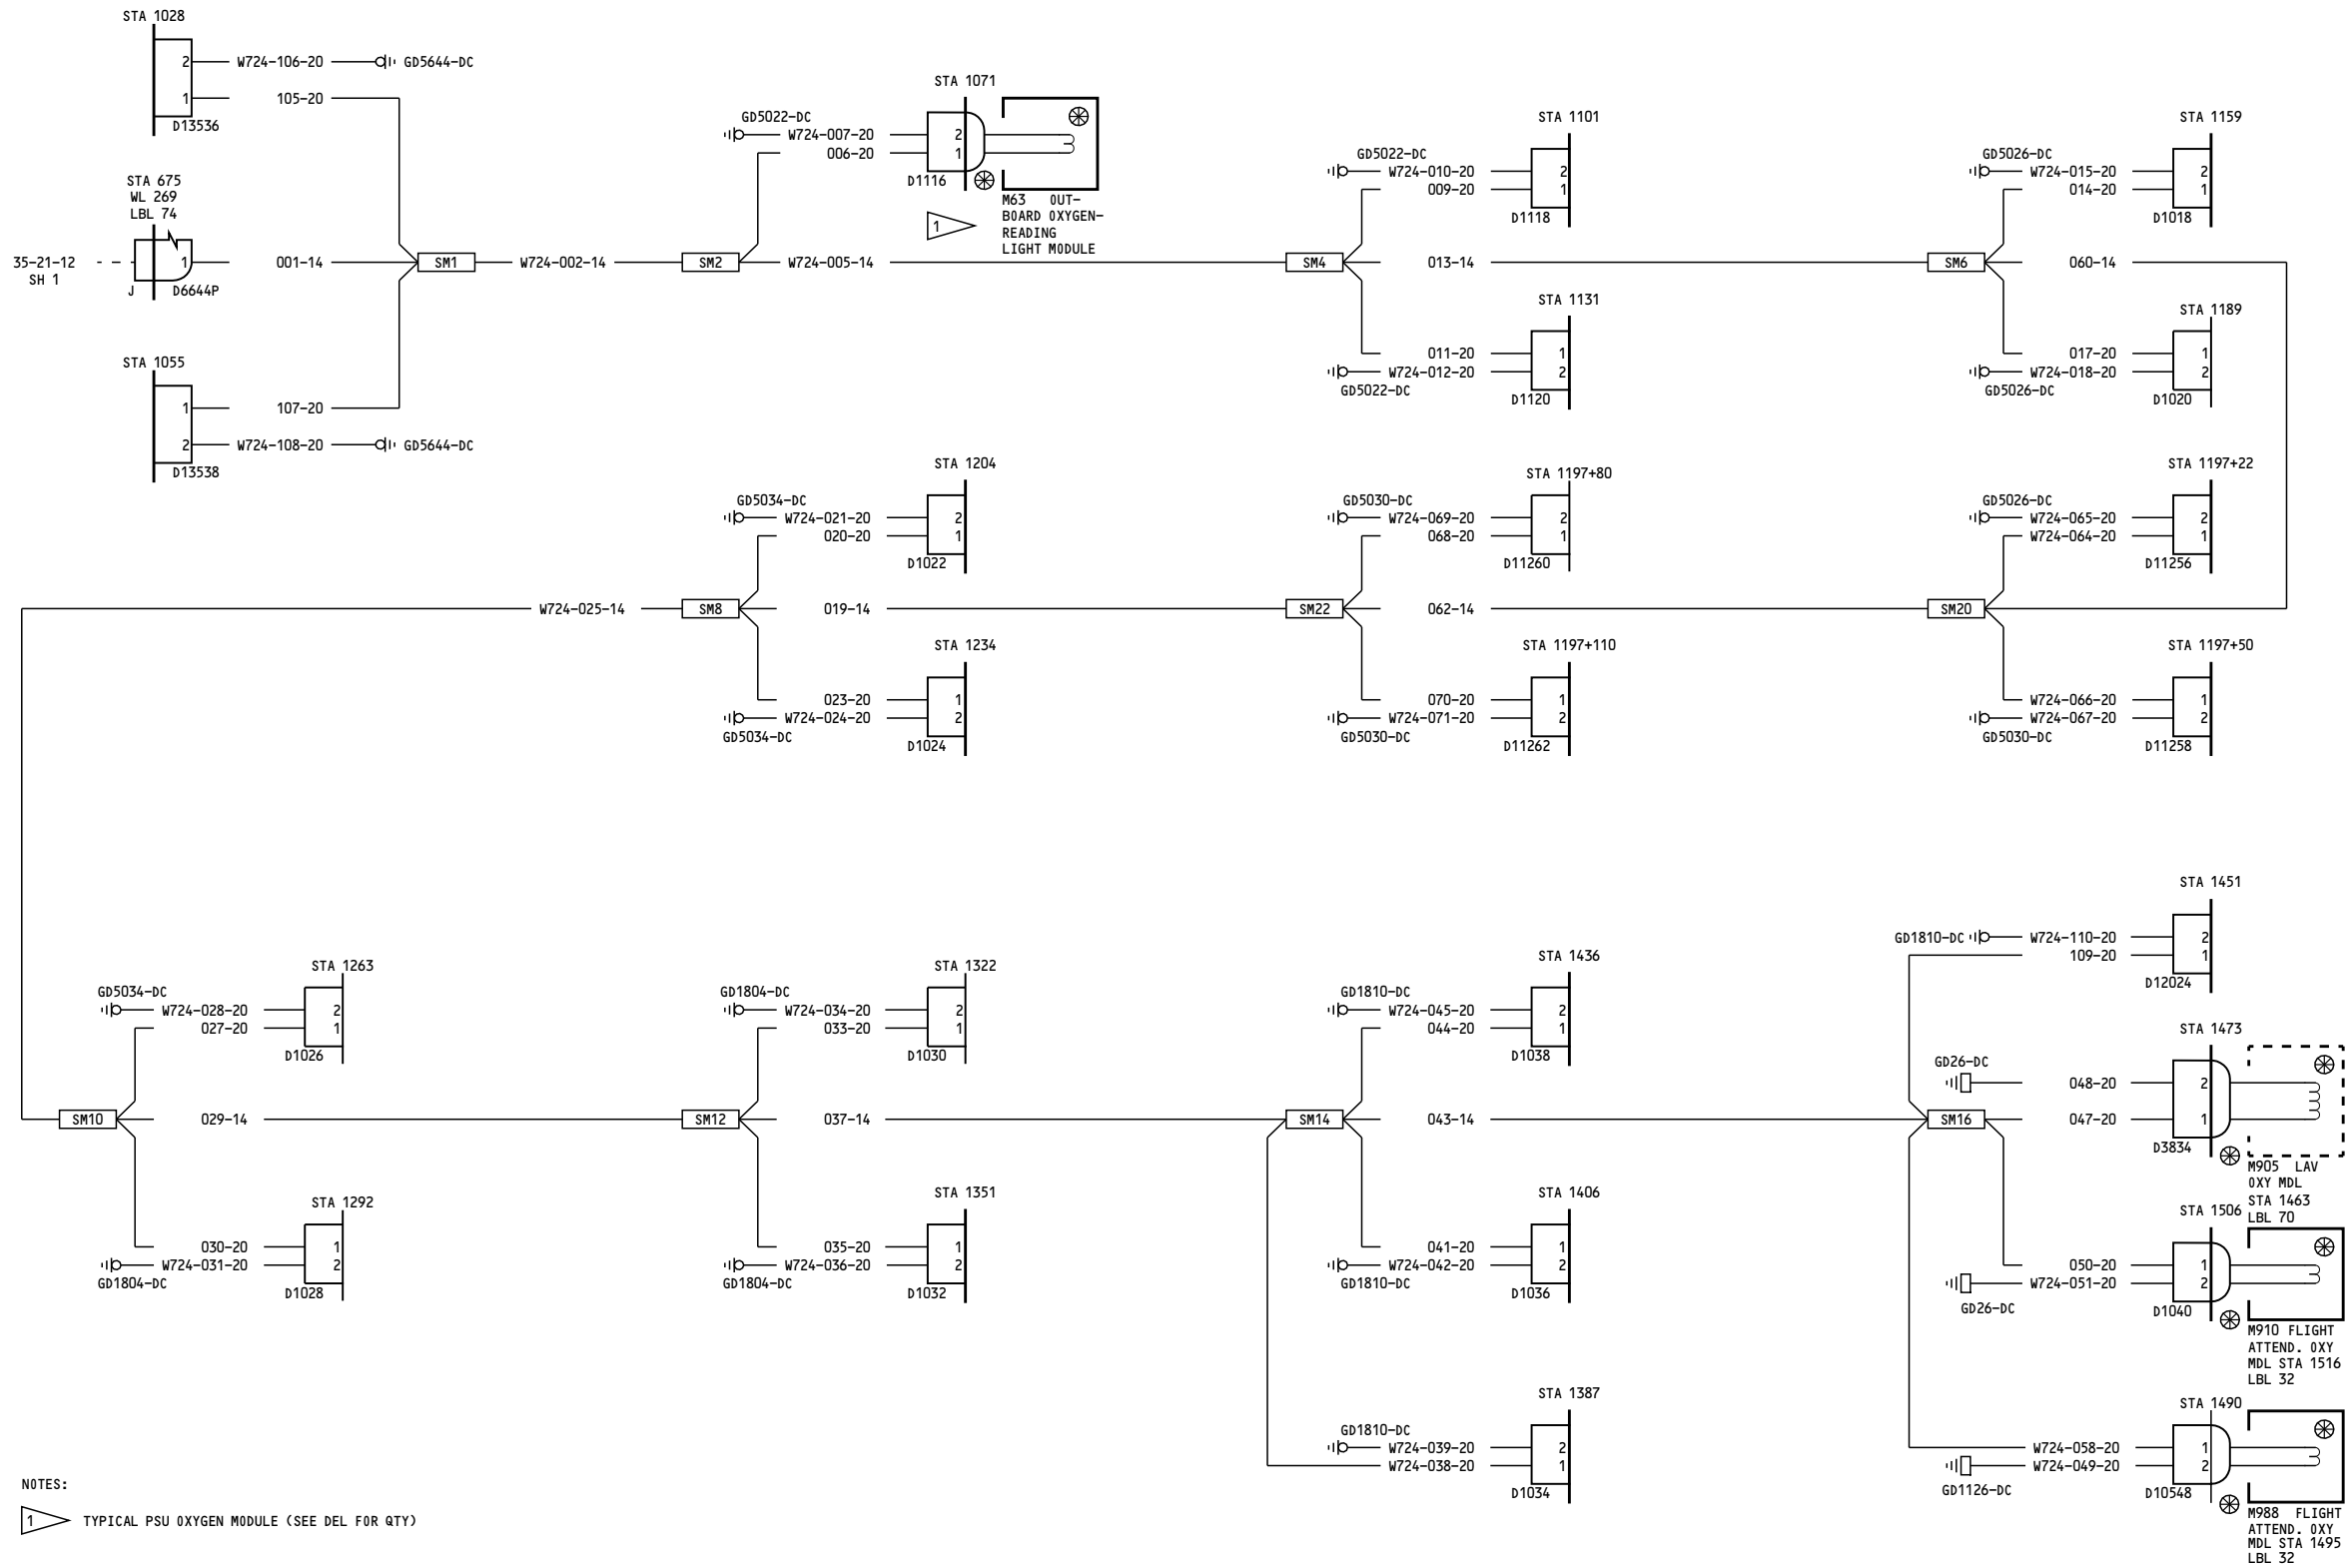 STA 1028
2 W724-106-20 GD5644-DC
1 105-20
D13536
STA 675
WL 269
LBL 74
35-21-12
SH 1
1 001-14
J D6644P
SM1
W724-002-14
STA 1055
1 107-20
2 W724-108-20 GD5644-DC
D13538
SM2
GD5022-DC
W724-007-20 2
006-20 1
STA 1071
D1116
1
M63 OUT-
BOARD OXYGEN-
READING
LIGHT MODULE
W724-005-14
SM4
STA 1101
GD5022-DC
W724-010-20 2
009-20 1
D1118
013-14
STA 1131
011-20 1
W724-012-20 2
GD5022-DC
D1120
SM6
STA 1159
GD5026-DC
W724-015-20 2
014-20 1
D1018
060-14
STA 1189
017-20 1
W724-018-20 2
GD5026-DC
D1020
STA 1204
GD5034-DC
W724-021-20 2
020-20 1
D1022
W724-025-14
SM8
019-14
STA 1234
023-20 1
W724-024-20 2
GD5034-DC
D1024
STA 1197+80
GD5030-DC
W724-069-20 2
068-20 1
D11260
SM22
062-14
STA 1197+110
070-20 1
W724-071-20 2
GD5030-DC
D11262
STA 1197+22
GD5026-DC
W724-065-20 2
W724-064-20 1
D11256
SM20
STA 1197+50
W724-066-20 1
W724-067-20 2
GD5030-DC
D11258
STA 1263
GD5034-DC
W724-028-20 2
027-20 1
D1026
SM10
029-14
STA 1292
030-20 1
W724-031-20 2
GD1804-DC
D1028
STA 1322
GD1804-DC
W724-034-20 2
033-20 1
D1030
SM12
037-14
STA 1351
035-20 1
W724-036-20 2
GD1804-DC
D1032
STA 1436
GD1810-DC
W724-045-20 2
044-20 1
D1038
SM14
043-14
STA 1406
041-20 1
W724-042-20 2
GD1810-DC
D1036
STA 1387
GD1810-DC
W724-039-20 2
W724-038-20 1
D1034
STA 1451
GD1810-DC W724-110-20 2
109-20 1
D12024
STA 1473
GD26-DC
048-20 2
SM16
047-20 1
D3834
M905 LAV
OXY MDL
STA 1463
LBL 70
STA 1506
050-20 1
W724-051-20 2
GD26-DC
D1040
M910 FLIGHT
ATTEND. OXY
MDL STA 1516
LBL 32
STA 1490
W724-058-20 1
W724-049-20 2
GD1126-DC
D10548
M988 FLIGHT
ATTEND. OXY
MDL STA 1495
LBL 32
NOTES:
1 TYPICAL PSU OXYGEN MODULE (SEE DEL FOR QTY)